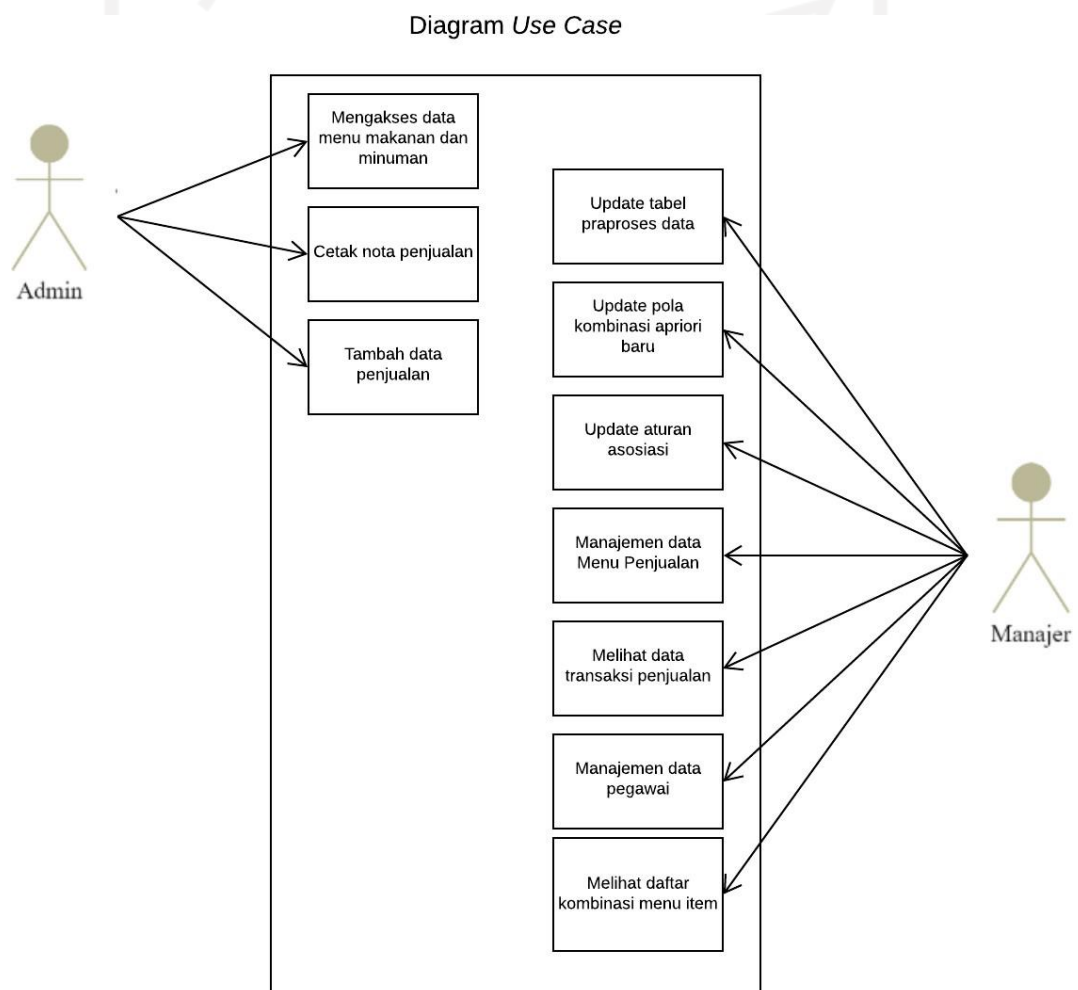 Diagram Use Case
Mengakses data
menu makanan dan
minuman
Cetak nota penjualan
Tambah data
penjualan
Admin
Update tabel
praproses data
Update pola
kombinasi apriori
baru
Update aturan
asosiasi
Manajemen data
Menu Penjualan
Melihat data
transaksi penjualan
Manajemen data
pegawai
Melihat daftar
kombinasi menu item
Manajer